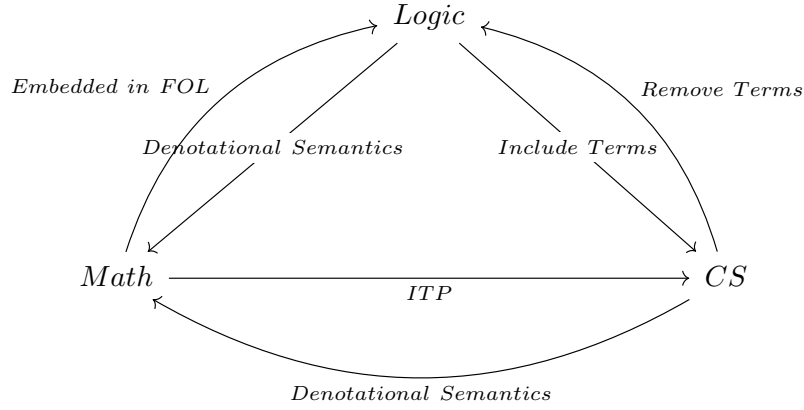 Logic
Embedded in FOL
Remove Terms
Denotational Semantics
Include Terms
Math
CS
ITP
Denotational Semantics